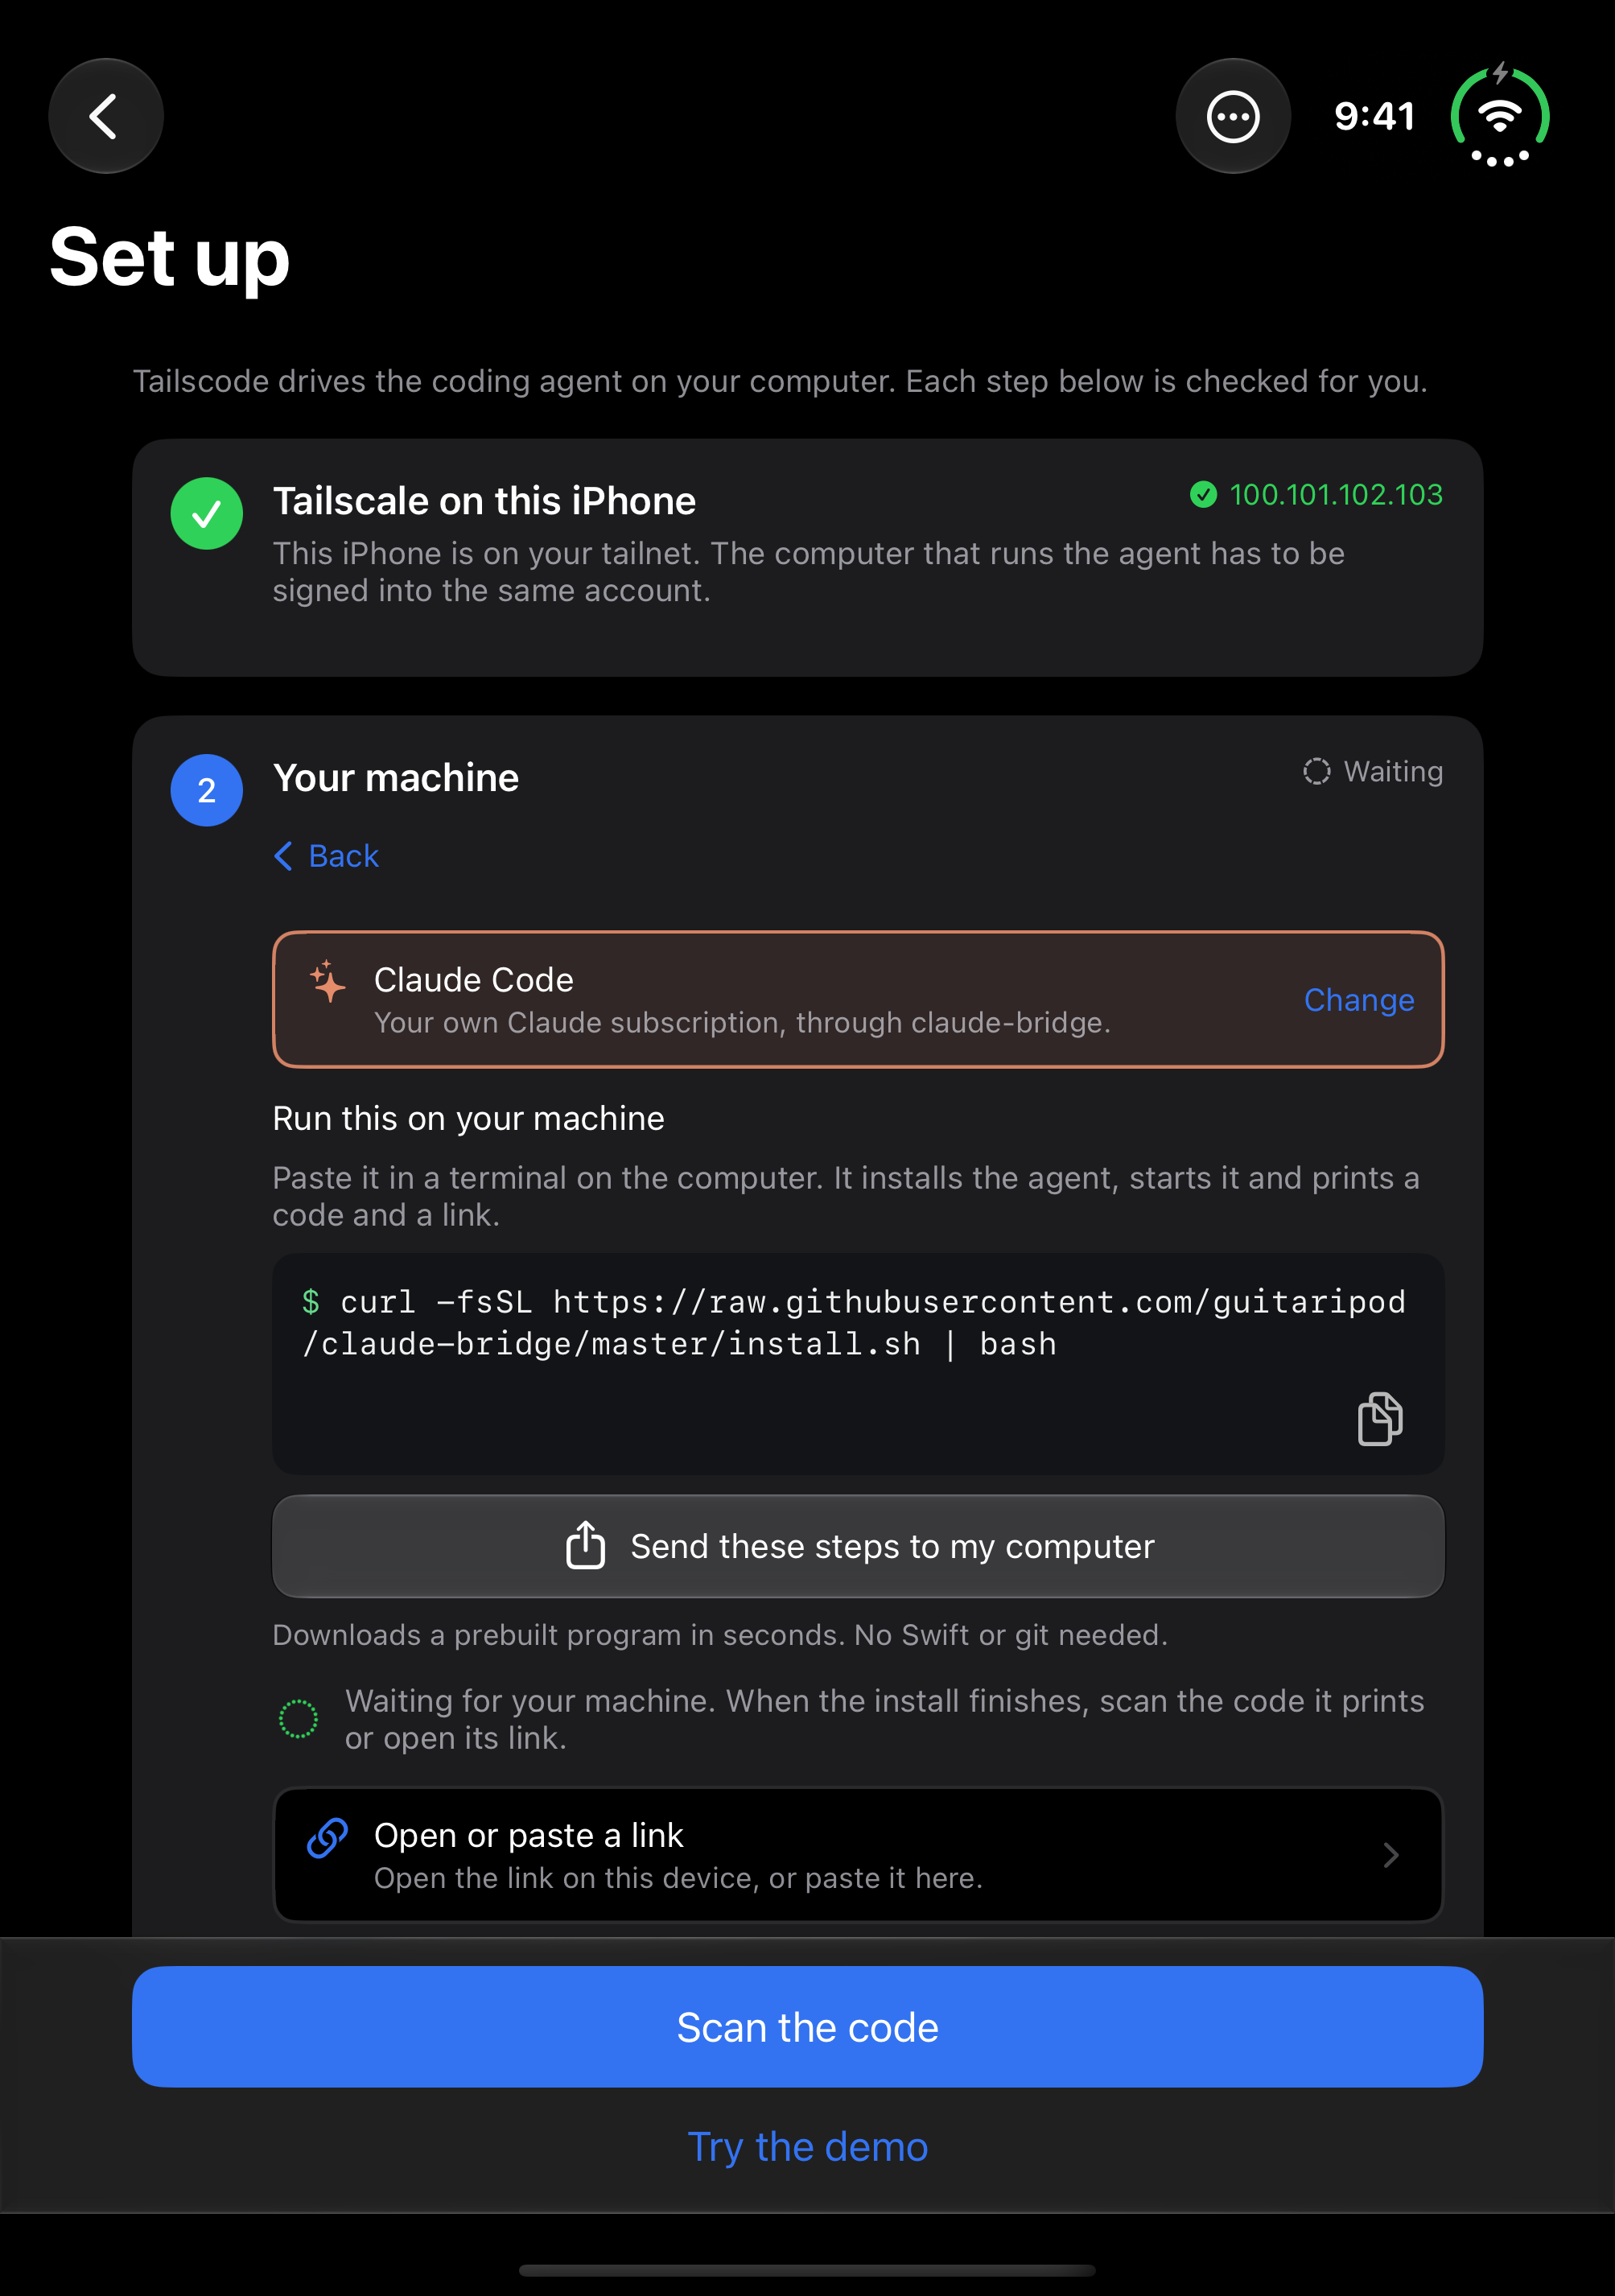 9:41
Set up
Tailscode drives the coding agent on your computer. Each step below is checked for you.
Tailscale on this iPhone
100.101.102.103
This iPhone is on your tailnet. The computer that runs the agent has to be
signed into the same account.
2
Your machine
Waiting
Back
Claude Code
Your own Claude subscription, through claude-bridge.
Change
Run this on your machine
Paste it in a terminal on the computer. It installs the agent, starts it and prints a
code and a link.
$ curl -fsSL https://raw.githubusercontent.com/guitaripod
/claude-bridge/master/install.sh | bash
Send these steps to my computer
Downloads a prebuilt program in seconds. No Swift or git needed.
Waiting for your machine. When the install finishes, scan the code it prints
or open its link.
Open or paste a link
Open the link on this device, or paste it here.
Scan the code
Try the demo